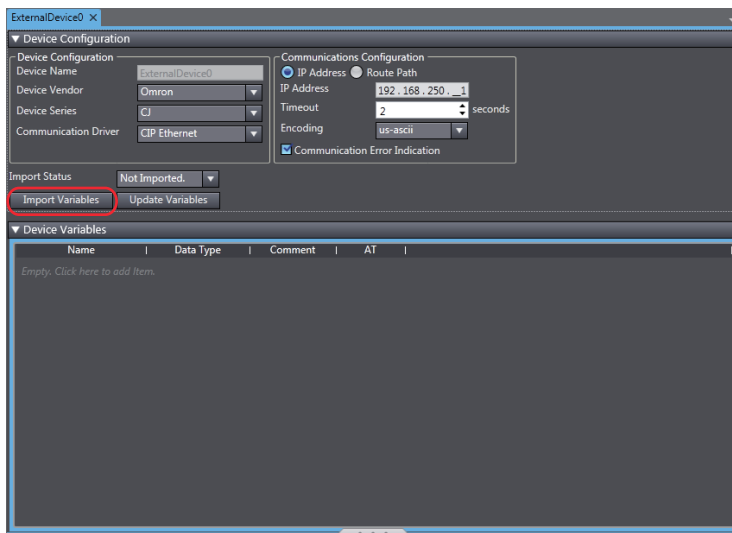 ExternalDevice0 ×
▼ Device Configuration
Device Configuration
Device Name ExternalDevice0
Device Vendor Omron
Device Series CJ
Communication Driver CIP Ethernet
Communications Configuration
IP Address Route Path
IP Address 192 . 168 . 250 . __1
Timeout 2 seconds
Encoding us-ascii
Communication Error Indication
Import Status Not Imported.
Import Variables Update Variables
▼ Device Variables
Name | Data Type | Comment | AT |
Empty, Click here to add Item.